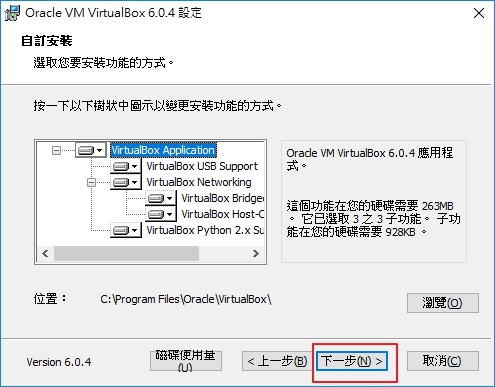 Oracle VM VirtualBox 6.0.4 設定
自訂安裝
選取您要安裝功能的方式。
按一下以下樹狀中圖示以變更安裝功能的方式。
VirtualBox Application
VirtualBox USB Support
VirtualBox Networking
VirtualBox Bridge
VirtualBox Host-C
VirtualBox Python 2.x Su
Oracle VM VirtualBox 6.0.4 應用程
式。
這個功能在您的硬碟需要 263MB
。 它已選取 3 之 3 子功能。 子功
能在您的硬碟需要 928KB 。
位置： C:\Program Files\Oracle\VirtualBox\
瀏覽(O)
Version 6.0.4
磁碟使用量
(U)
< 上一步(B)
下一步(N) >
取消(C)